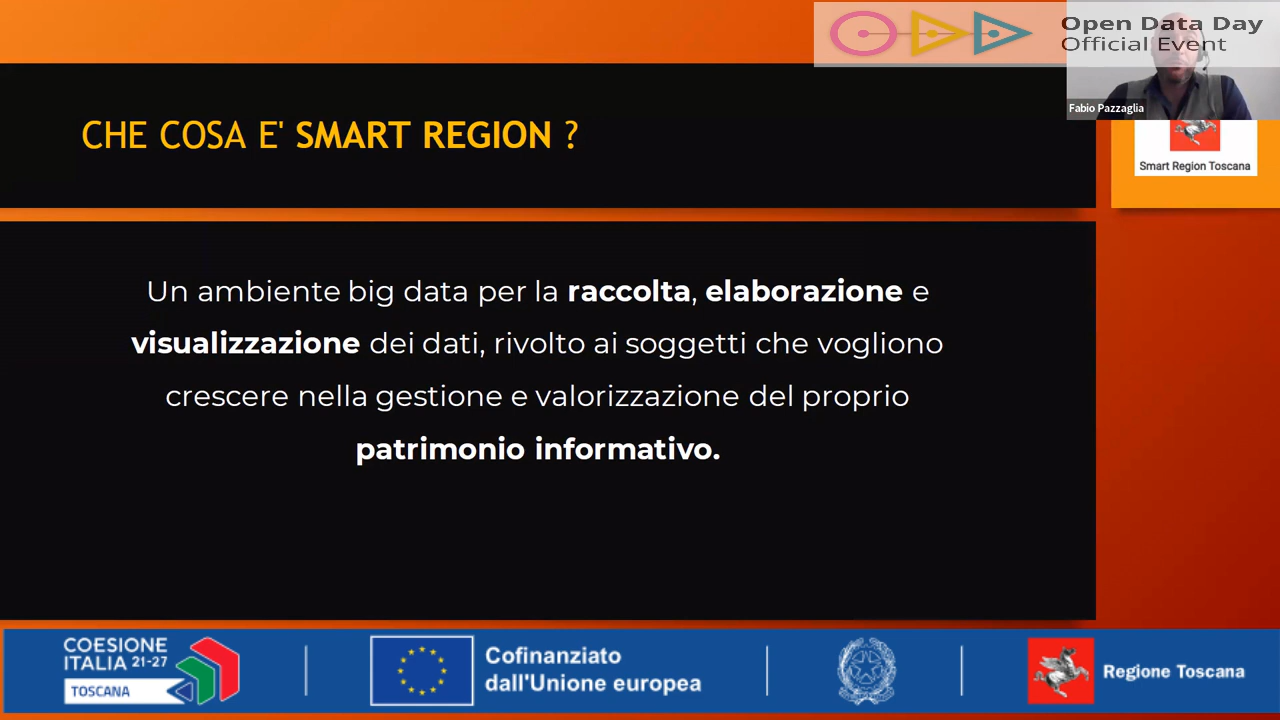 Open Data Day
Official Event
Fabio Pazzaglia
CHE COSA E' SMART REGION ?
Smart Region Toscana
Un ambiente big data per la raccolta, elaborazione e
visualizzazione dei dati, rivolto ai soggetti che vogliono
crescere nella gestione e valorizzazione del proprio
patrimonio informativo.
COESIONE
ITALIA 21-27
TOSCANA
Cofinanziato
dall'Unione europea
Regione Toscana